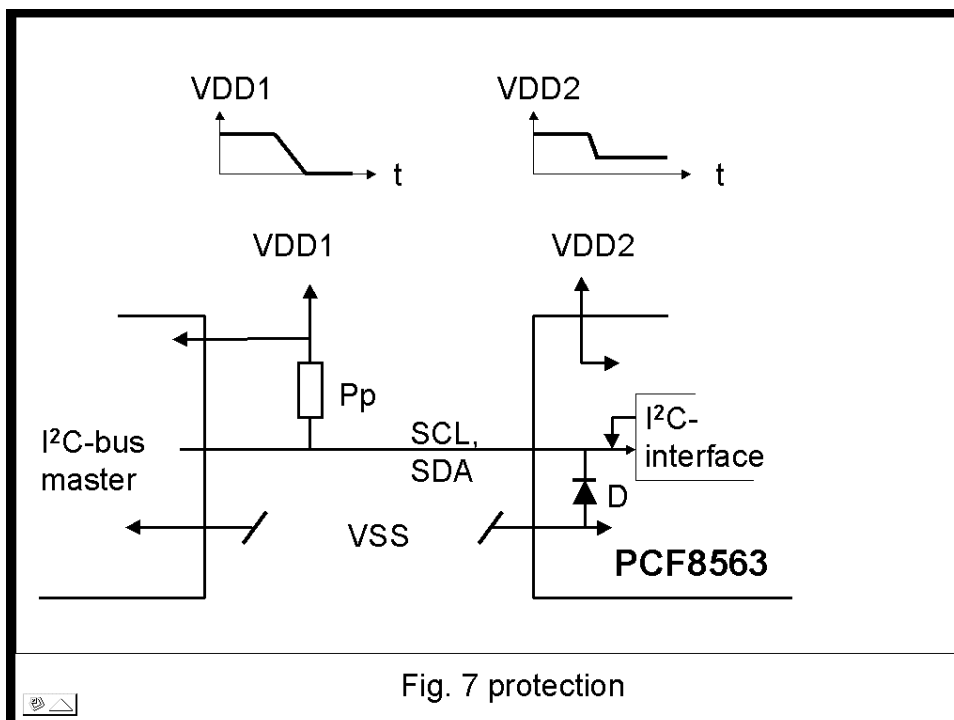 VDD1
VDD2
t
t
VDD1
VDD2
Pp
I²C-bus
master
SCL,
SDA
I²C-
interface
D
VSS
PCF8563
Fig. 7 protection